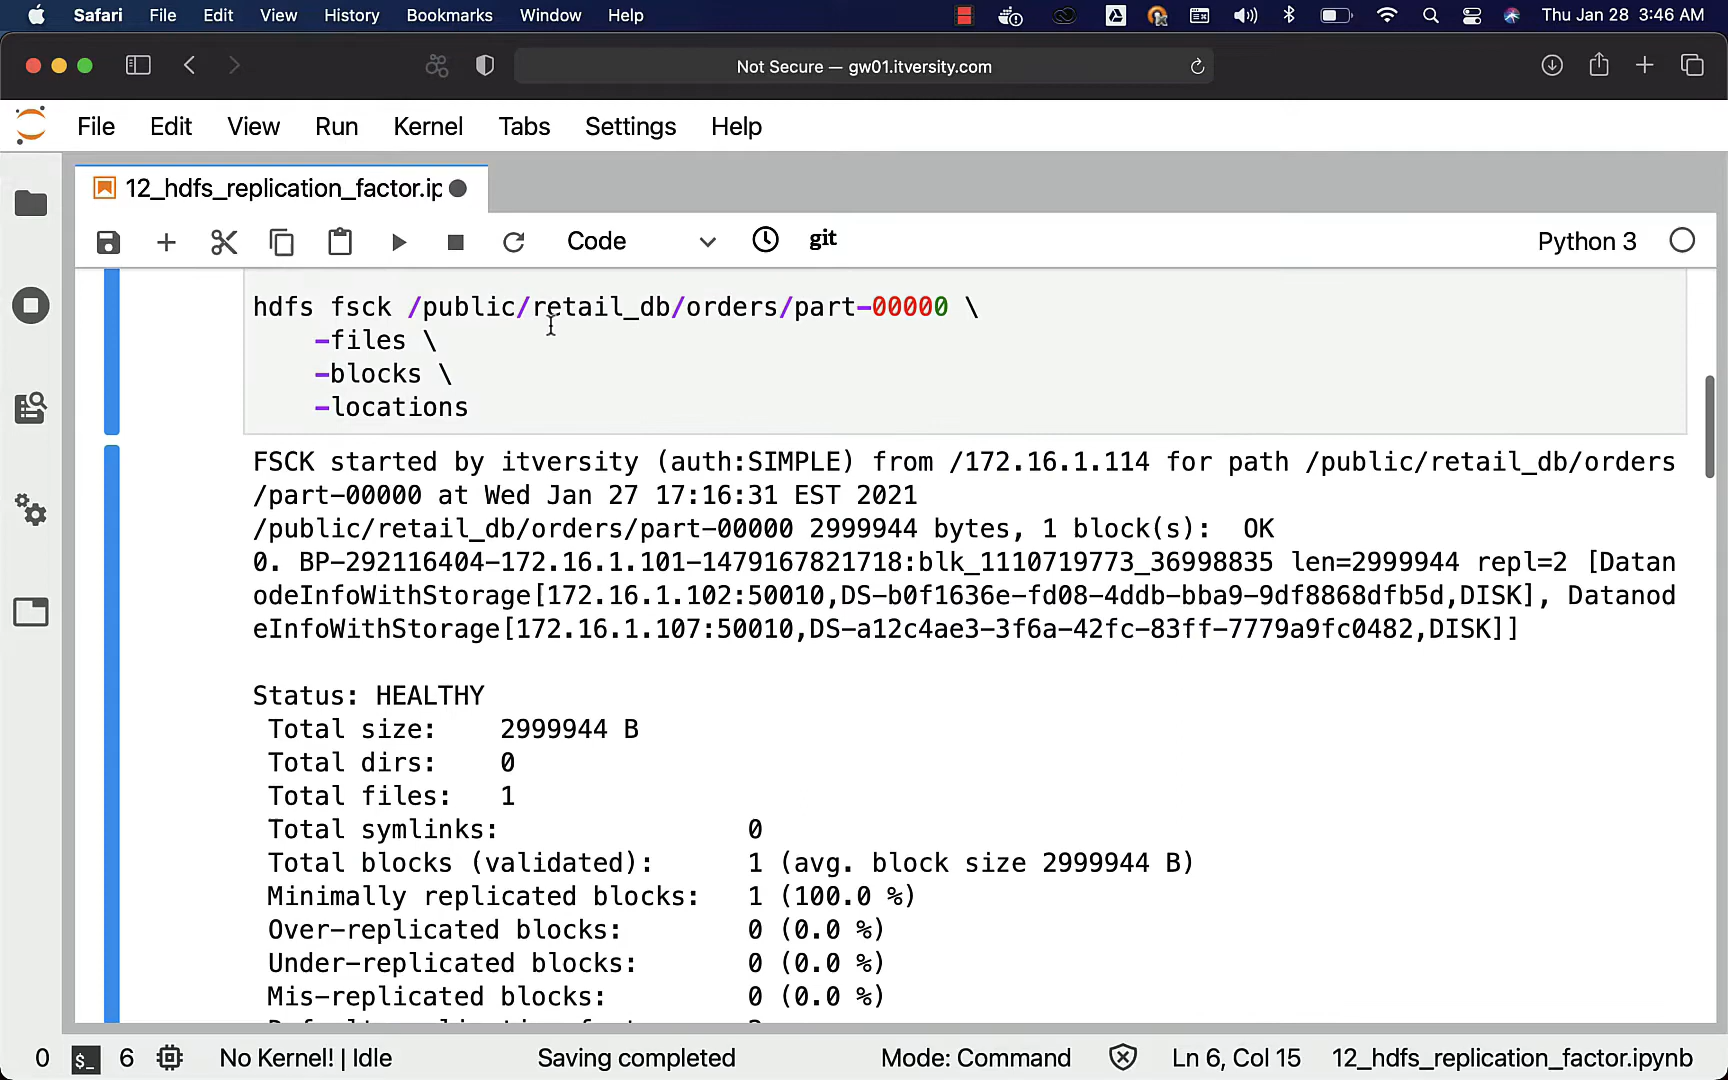 Safari File Edit View History Bookmarks Window Help Thu Jan 28 3:46 AM
Not Secure — gw01.itversity.com
File Edit View Run Kernel Tabs Settings Help
12_hdfs_replication_factor.ip
Code git Python 3
hdfs fsck /public/retail_db/orders/part-00000 \
-files \
-blocks \
-locations
FSCK started by itversity (auth:SIMPLE) from /172.16.1.114 for path /public/retail_db/orders
/part-00000 at Wed Jan 27 17:16:31 EST 2021
/public/retail_db/orders/part-00000 2999944 bytes, 1 block(s): OK
0. BP-292116404-172.16.1.101-1479167821718:blk_1110719773_36998835 len=2999944 repl=2 [Datan
odeInfoWithStorage[172.16.1.102:50010,DS-b0f1636e-fd08-4ddb-bba9-9df8868dfb5d,DISK], Datanod
eInfoWithStorage[172.16.1.107:50010,DS-a12c4ae3-3f6a-42fc-83ff-7779a9fc0482,DISK]]
Status: HEALTHY
Total size: 2999944 B
Total dirs: 0
Total files: 1
Total symlinks: 0
Total blocks (validated): 1 (avg. block size 2999944 B)
Minimally replicated blocks: 1 (100.0 %)
Over-replicated blocks: 0 (0.0 %)
Under-replicated blocks: 0 (0.0 %)
Mis-replicated blocks: 0 (0.0 %)
0 $_ 6 No Kernel! | Idle Saving completed Mode: Command Ln 6, Col 15 12_hdfs_replication_factor.ipynb